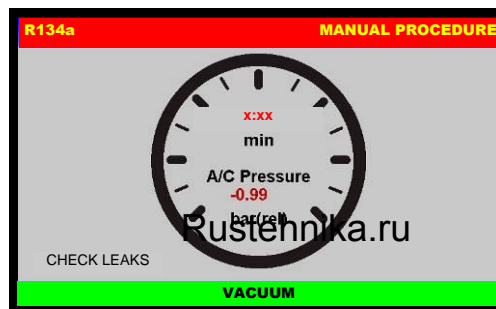 R134a MANUAL PROCEDURE
x:xx
min
A/C Pressure
-0.99
bar(rel)
Rustehnika.ru
CHECK LEAKS
VACUUM